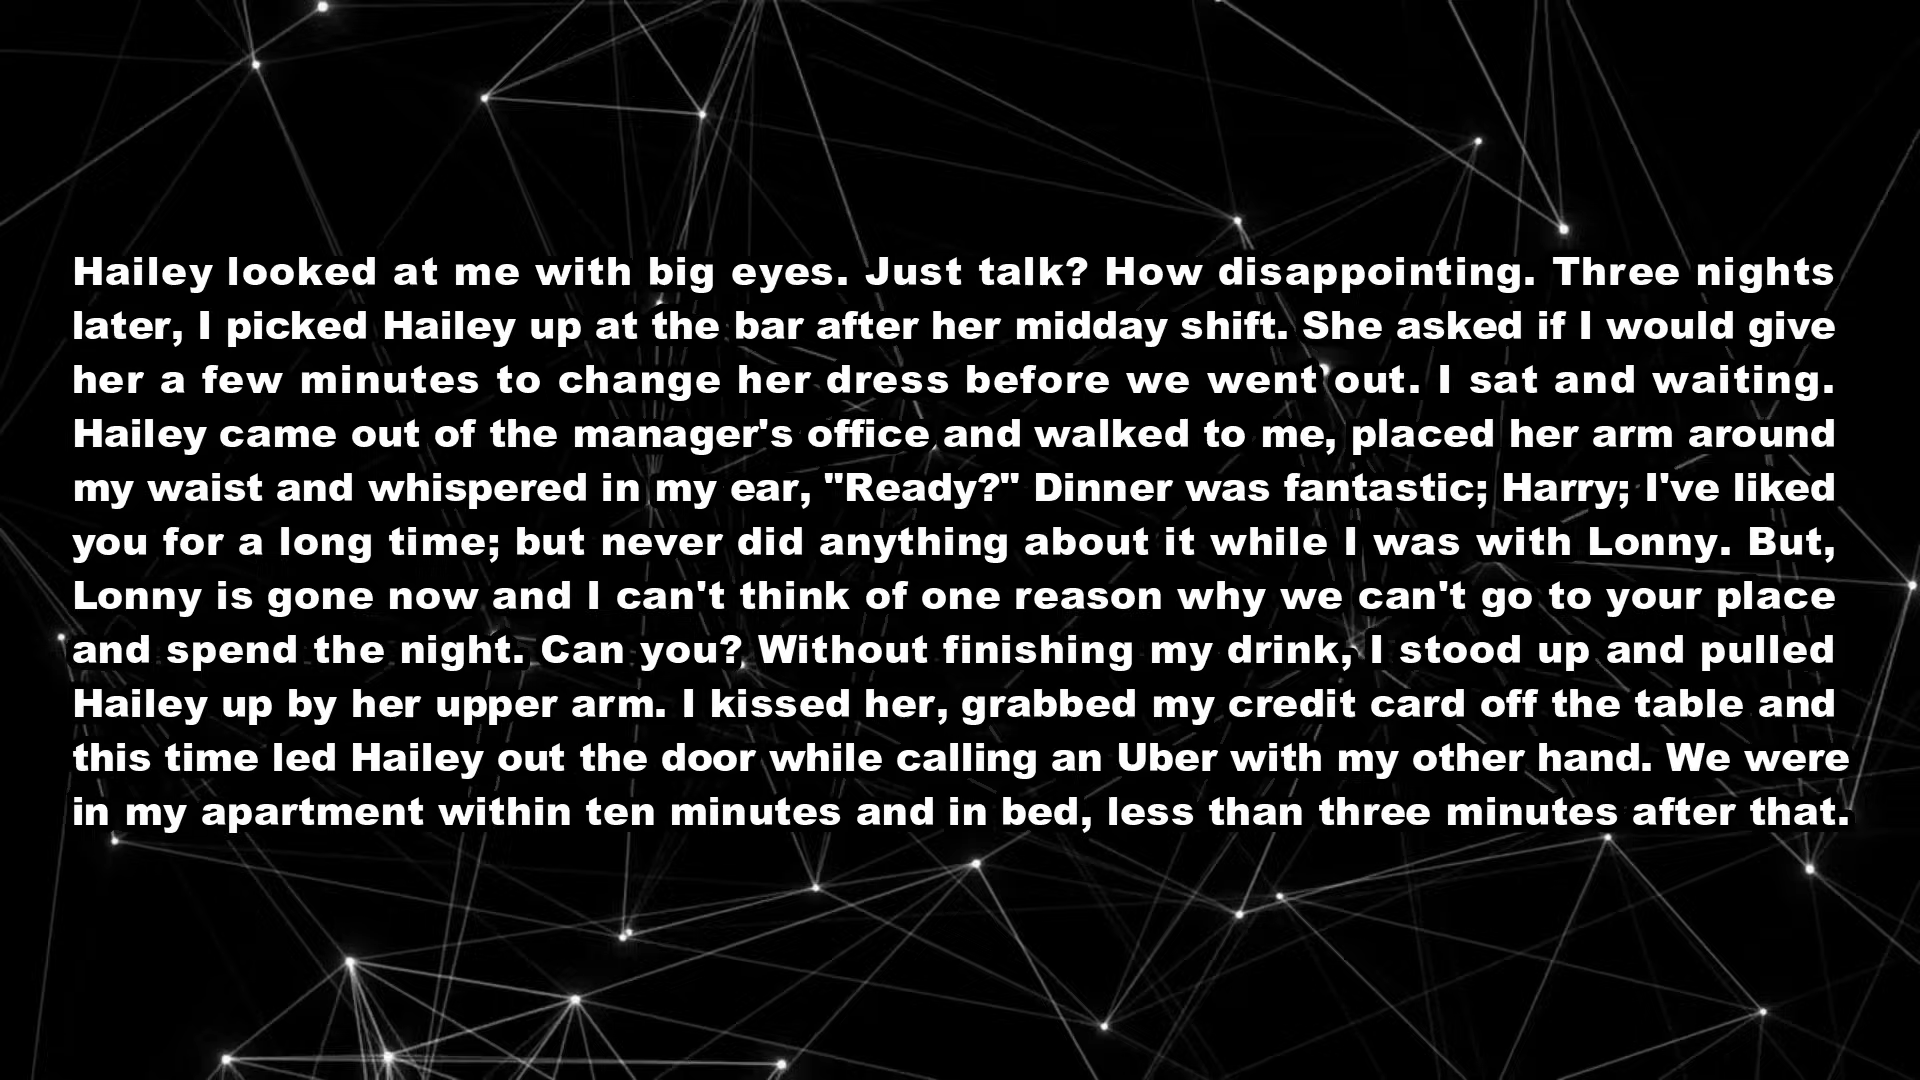 Hailey looked at me with big eyes. Just talk? How disappointing. Three nights
later, I picked Hailey up at the bar after her midday shift. She asked if I would give
her a few minutes to change her dress before we went out. I sat and waiting.
Hailey came out of the manager's office and walked to me, placed her arm around
my waist and whispered in my ear, "Ready?" Dinner was fantastic; Harry; I've liked
you for a long time; but never did anything about it while I was with Lonny. But,
Lonny is gone now and I can't think of one reason why we can't go to your place
and spend the night. Can you? Without finishing my drink, I stood up and pulled
Hailey up by her upper arm. I kissed her, grabbed my credit card off the table and
this time led Hailey out the door while calling an Uber with my other hand. We were
in my apartment within ten minutes and in bed, less than three minutes after that.